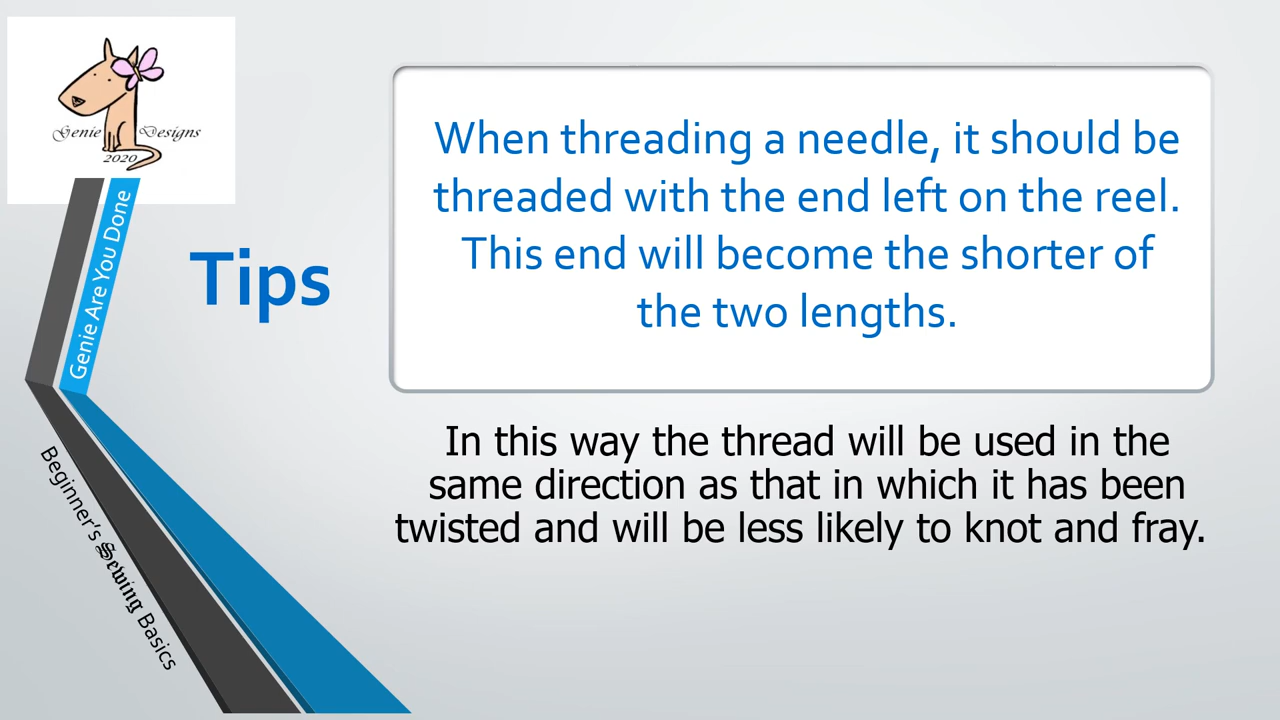 Genie Designs
2020
Genie Are You Done
Beginner's Sewing Basics
Tips
When threading a needle, it should be
threaded with the end left on the reel.
This end will become the shorter of
the two lengths.
In this way the thread will be used in the
same direction as that in which it has been
twisted and will be less likely to knot and fray.